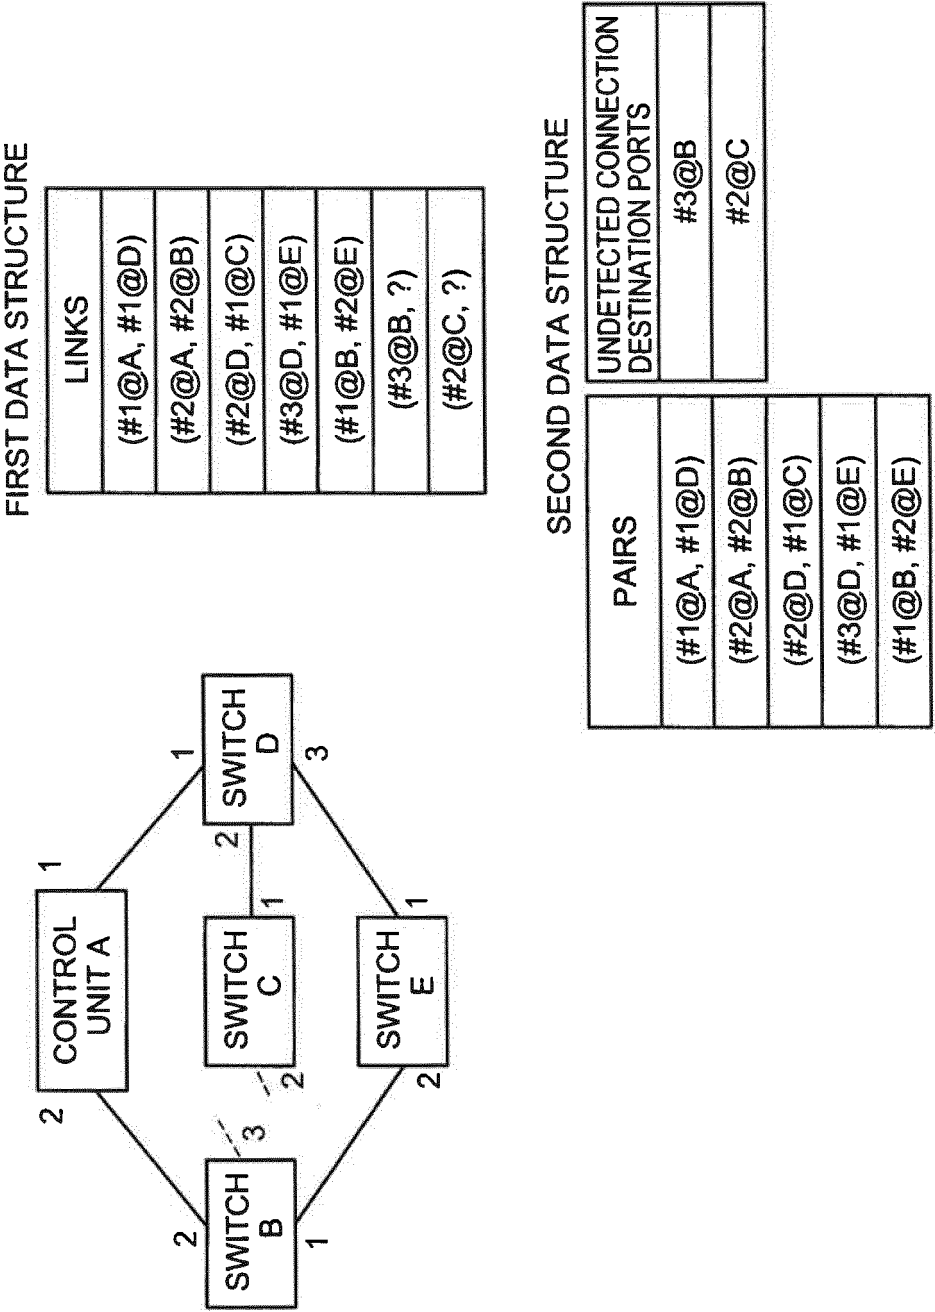 CONTROL
UNIT A
2
1
2
1
SWITCH
B
3
1
SWITCH
C
2
1
SWITCH
D
2
3
SWITCH
E
2
1
FIRST DATA STRUCTURE
LINKS
(#1@A, #1@D)
(#2@A, #2@B)
(#2@D, #1@C)
(#3@D, #1@E)
(#1@B, #2@E)
(#3@B, ?)
(#2@C, ?)
SECOND DATA STRUCTURE
PAIRS
(#1@A, #1@D)
(#2@A, #2@B)
(#2@D, #1@C)
(#3@D, #1@E)
(#1@B, #2@E)
UNDETECTED CONNECTION
DESTINATION PORTS
#3@B
#2@C